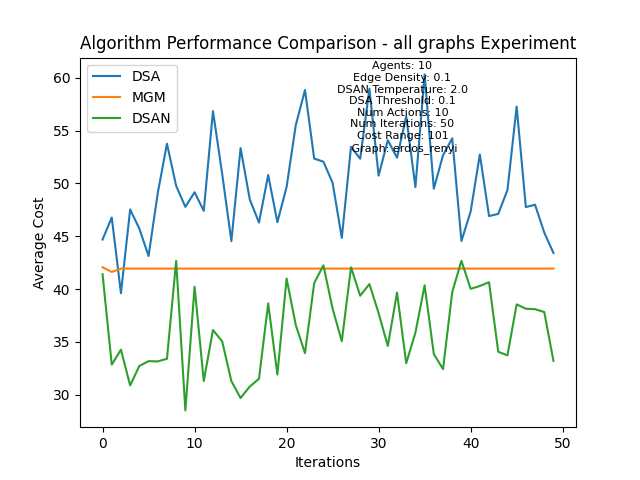 Algorithm Performance Comparison - all graphs Experiment
DSA
MGM
DSAN
Agents: 10
Edge Density: 0.1
DSAN Temperature: 2.0
DSA Threshold: 0.1
Num Actions: 10
Num Iterations: 50
Cost Range: 101
Graph: erdos_renyi
60
55
50
45
40
35
30
Average Cost
0 10 20 30 40 50
Iterations